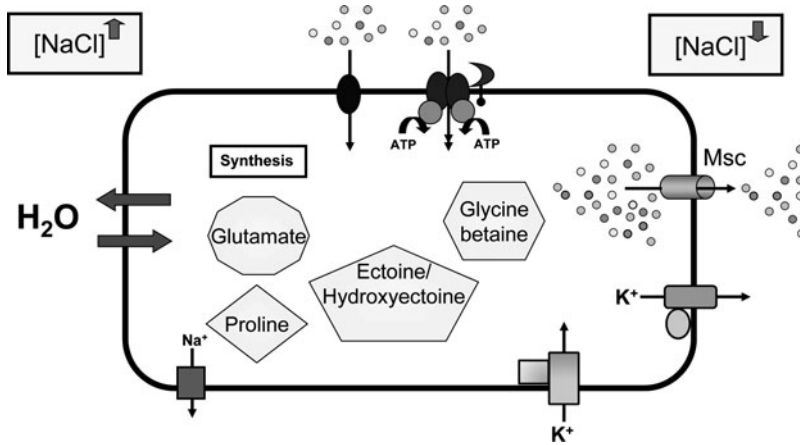 [NaCl]
[NaCl]
ATP
ATP
Synthesis
Msc
H₂O
Glutamate
Glycine
betaine
Ectoine/
Hydroxyectoine
Proline
K⁺
Na⁺
K⁺